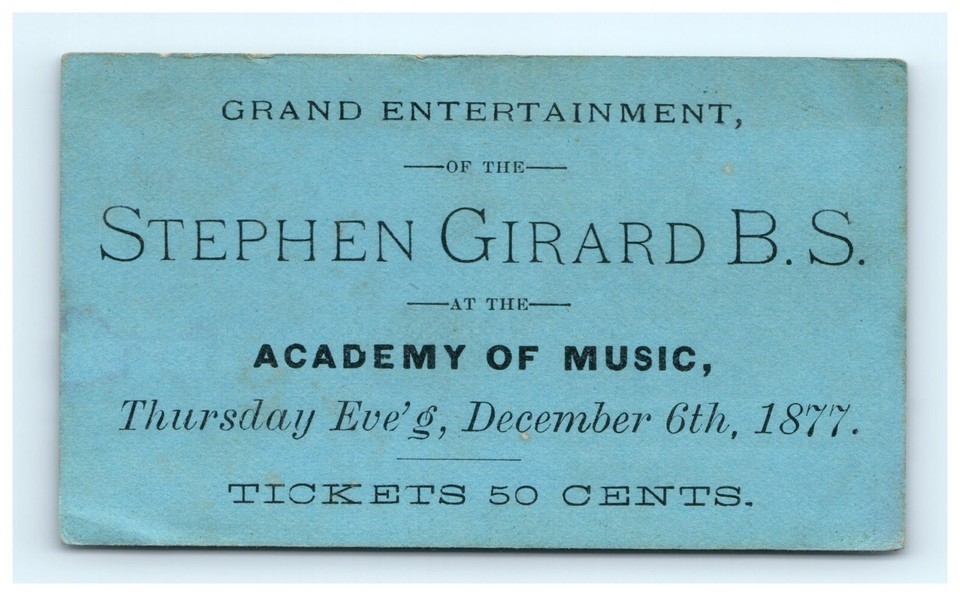 GRAND ENTERTAINMENT,
OF THE
STEPHEN GIRARD B. S.
AT THE
ACADEMY OF MUSIC,
Thursday Eve'g, December 6th, 1877.
TICKETS 50 CENTS.